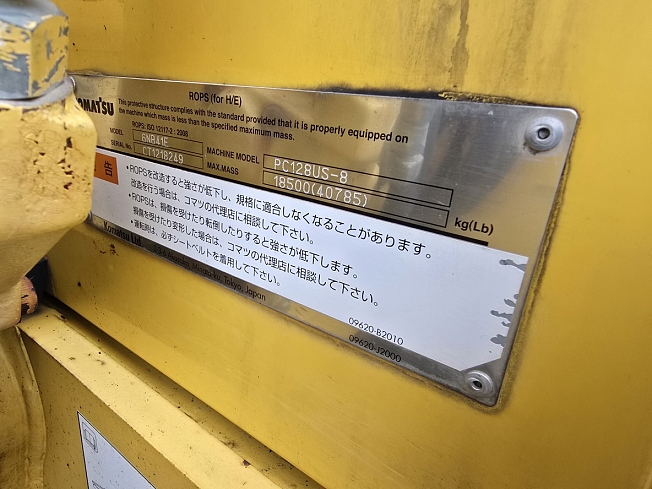 KOMATSU
ROPS (for H/E)
This protective structure complies with the standard provided that it is properly equipped on
the machine which mass is less than the specified maximum mass.
ROPS: ISO 12117-2 : 2008
MODEL 6NB41F
SERIAL No. CT1218249
MACHINE MODEL PC128US-8
MAX.MASS 18500(40785) kg(Lb)
告
・ROPSを改造すると強さが低下し、規格に適合しなくなることがあります。
改造を行う場合は、コマツの代理店に相談して下さい。
・ROPSは、損傷を受けたり転倒したりすると強さが低下します。
損傷を受けたり変形した場合は、コマツの代理店に相談して下さい。
・運転時は、必ずシートベルトを着用して下さい。
Komatsu Ltd.
Tokyo, Japan
09620-B2010
09620-J2000